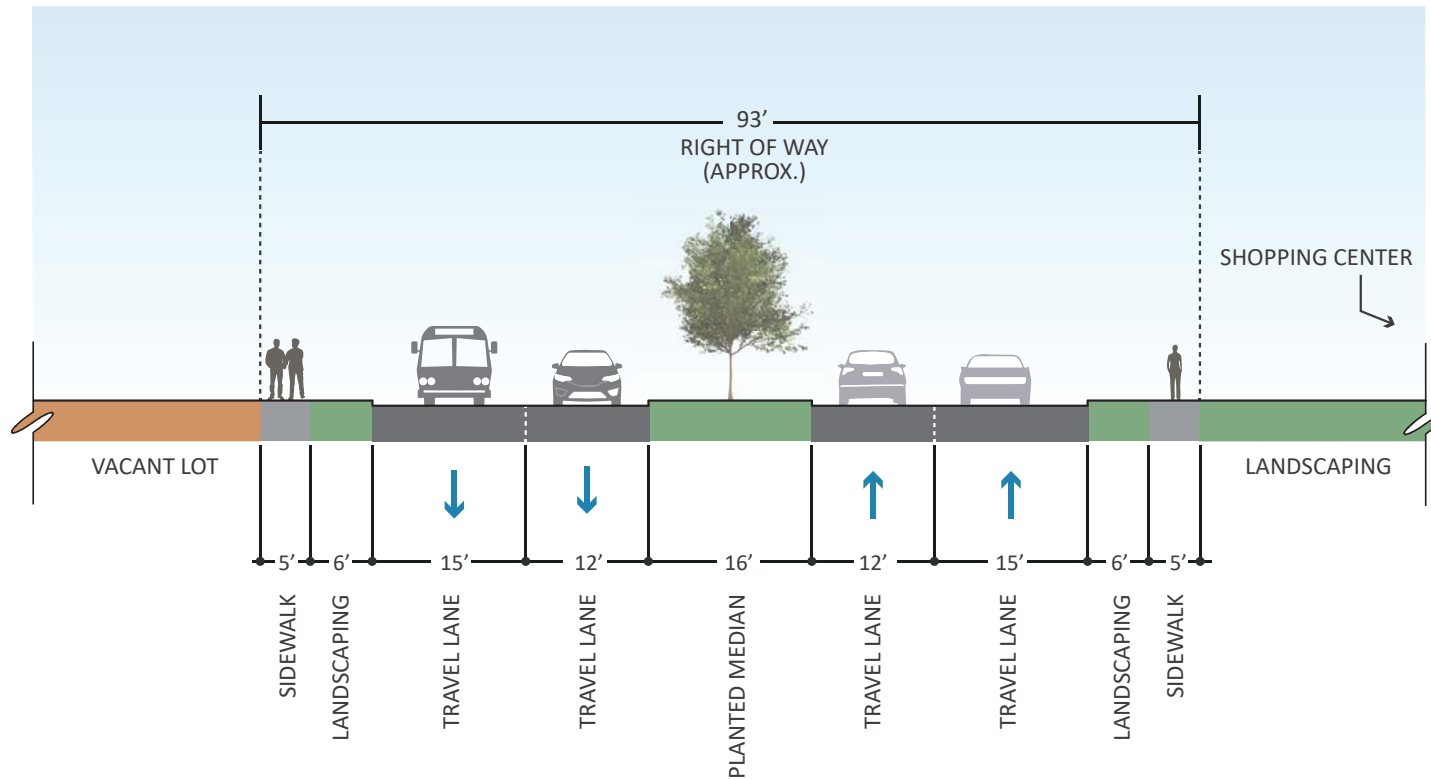 93’
RIGHT OF WAY
(APPROX.)
SHOPPING CENTER
VACANT LOT
LANDSCAPING
5’
6’
15’
12’
16’
12’
15’
6’
5’
SIDEWALK
LANDSCAPING
TRAVEL LANE
TRAVEL LANE
PLANTED MEDIAN
TRAVEL LANE
TRAVEL LANE
LANDSCAPING
SIDEWALK